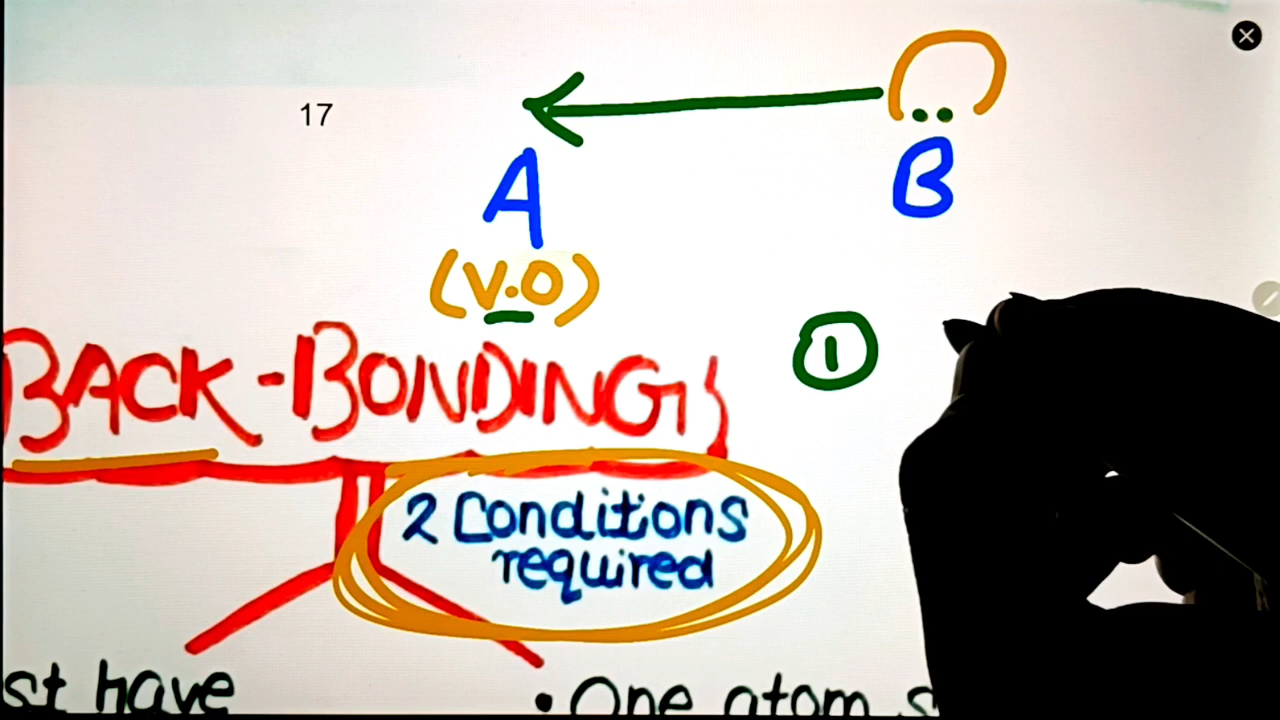 17
A
B
(V.O)
①
BACK-BONDING
2 Conditions
required
st have
• One atom s